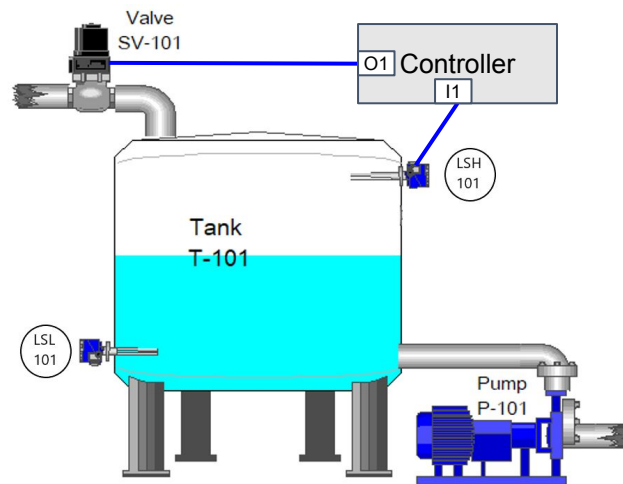 Valve
SV-101
O1
Controller
I1
LSH
101
Tank
T-101
LSL
101
Pump
P-101